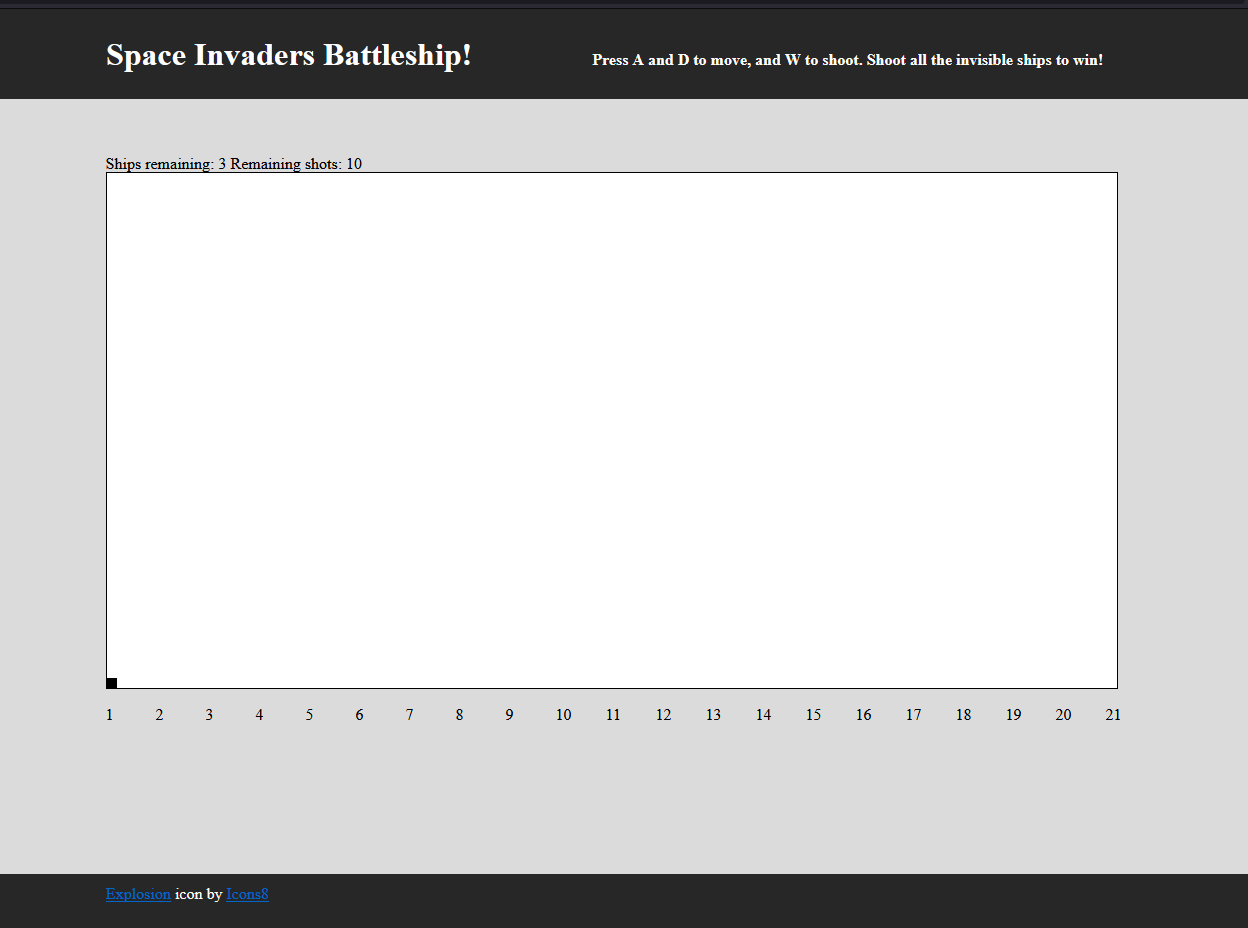 Space Invaders Battleship!
Press A and D to move, and W to shoot. Shoot all the invisible ships to win!
Ships remaining: 3 Remaining shots: 10
1 2 3 4 5 6 7 8 9 10 11 12 13 14 15 16 17 18 19 20 21
Explosion icon by Icons8